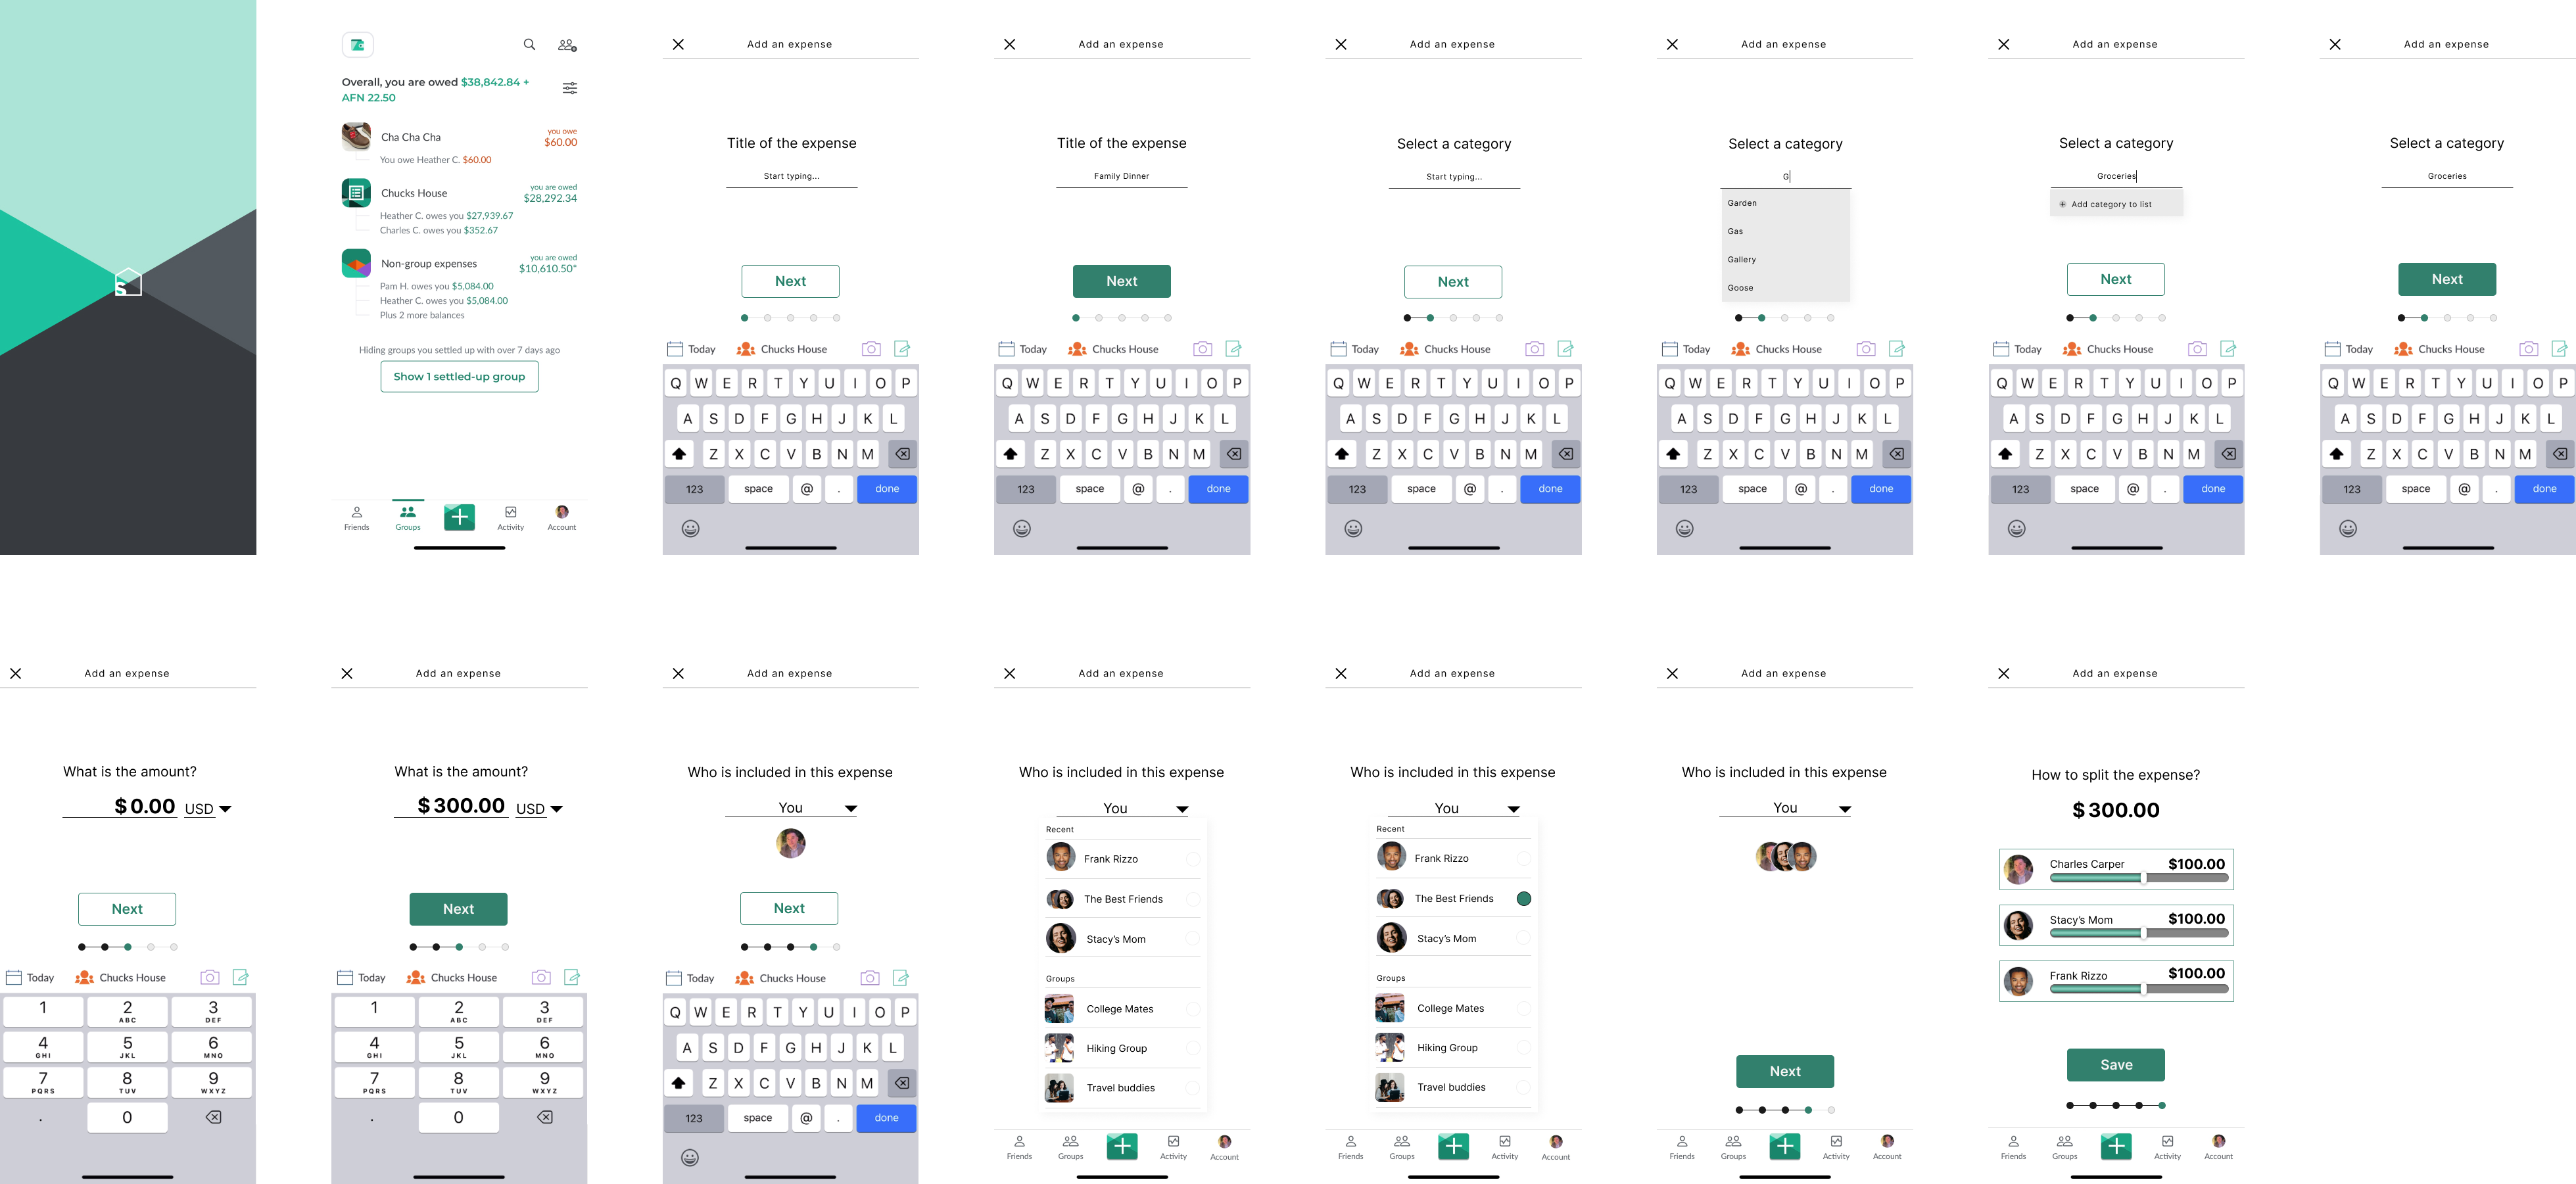 S
Overall, you are owed $38,842.84 +
AFN 22.50
Cha Cha Cha
you owe
$60.00
You owe Heather C. $60.00
Chucks House
you are owed
$28,292.34
Heather C. owes you $27,939.67
Charles C. owes you $352.67
Non-group expenses
you are owed
$10,610.50*
Pam H. owes you $5,084.00
Heather C. owes you $5,084.00
Plus 2 more balances
Hiding groups you settled up with over 7 days ago
Show 1 settled-up group
Friends Groups Activity Account
Add an expense
Title of the expense
Start typing...
Next
Today Chucks House
Q W E R T Y U I O P
A S D F G H J K L
Z X C V B N M
123 space @ . done
Add an expense
Title of the expense
Family Dinner
Next
Today Chucks House
Q W E R T Y U I O P
A S D F G H J K L
Z X C V B N M
123 space @ . done
Add an expense
Select a category
Start typing...
Next
Today Chucks House
Q W E R T Y U I O P
A S D F G H J K L
Z X C V B N M
123 space @ . done
Add an expense
Select a category
G
Garden
Gas
Gallery
Goose
Today Chucks House
Q W E R T Y U I O P
A S D F G H J K L
Z X C V B N M
123 space @ . done
Add an expense
Select a category
Groceries
Add category to list
Next
Today Chucks House
Q W E R T Y U I O P
A S D F G H J K L
Z X C V B N M
123 space @ . done
Add an expense
Select a category
Groceries
Next
Today Chucks House
Q W E R T Y U I O P
A S D F G H J K L
Z X C V B N M
123 space @ . done
Add an expense
What is the amount?
$0.00 USD
Next
Today Chucks House
1 2 3
ABC DEF
4 5 6
GHI JKL MNO
7 8 9
PQRS TUV WXYZ
. 0
Add an expense
What is the amount?
$300.00 USD
Next
Today Chucks House
1 2 3
ABC DEF
4 5 6
GHI JKL MNO
7 8 9
PQRS TUV WXYZ
. 0
Add an expense
Who is included in this expense
You
Next
Today Chucks House
Q W E R T Y U I O P
A S D F G H J K L
Z X C V B N M
123 space @ . done
Add an expense
Who is included in this expense
You
Recent
Frank Rizzo
The Best Friends
Stacy's Mom
Groups
College Mates
Hiking Group
Travel buddies
Friends Groups Activity Account
Add an expense
Who is included in this expense
You
Recent
Frank Rizzo
The Best Friends
Stacy's Mom
Groups
College Mates
Hiking Group
Travel buddies
Friends Groups Activity Account
Add an expense
Who is included in this expense
You
Next
Friends Groups Activity Account
Add an expense
How to split the expense?
$300.00
Charles Carper $100.00
Stacy's Mom $100.00
Frank Rizzo $100.00
Save
Friends Groups Activity Account